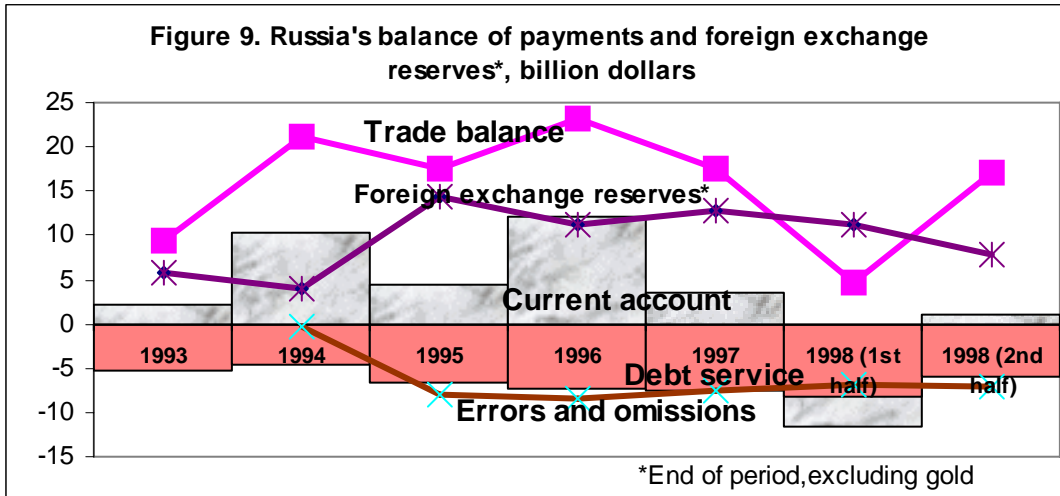 Figure 9. Russia's balance of payments and foreign exchange
reserves*, billion dollars
25
20
15
10
5
0
-5
-10
-15
Trade balance
Foreign exchange reserves*
Current account
1993
1994
1995
1996
1997
1998 (1st
half)
1998 (2nd
half)
Debt service
Errors and omissions
*End of period,excluding gold